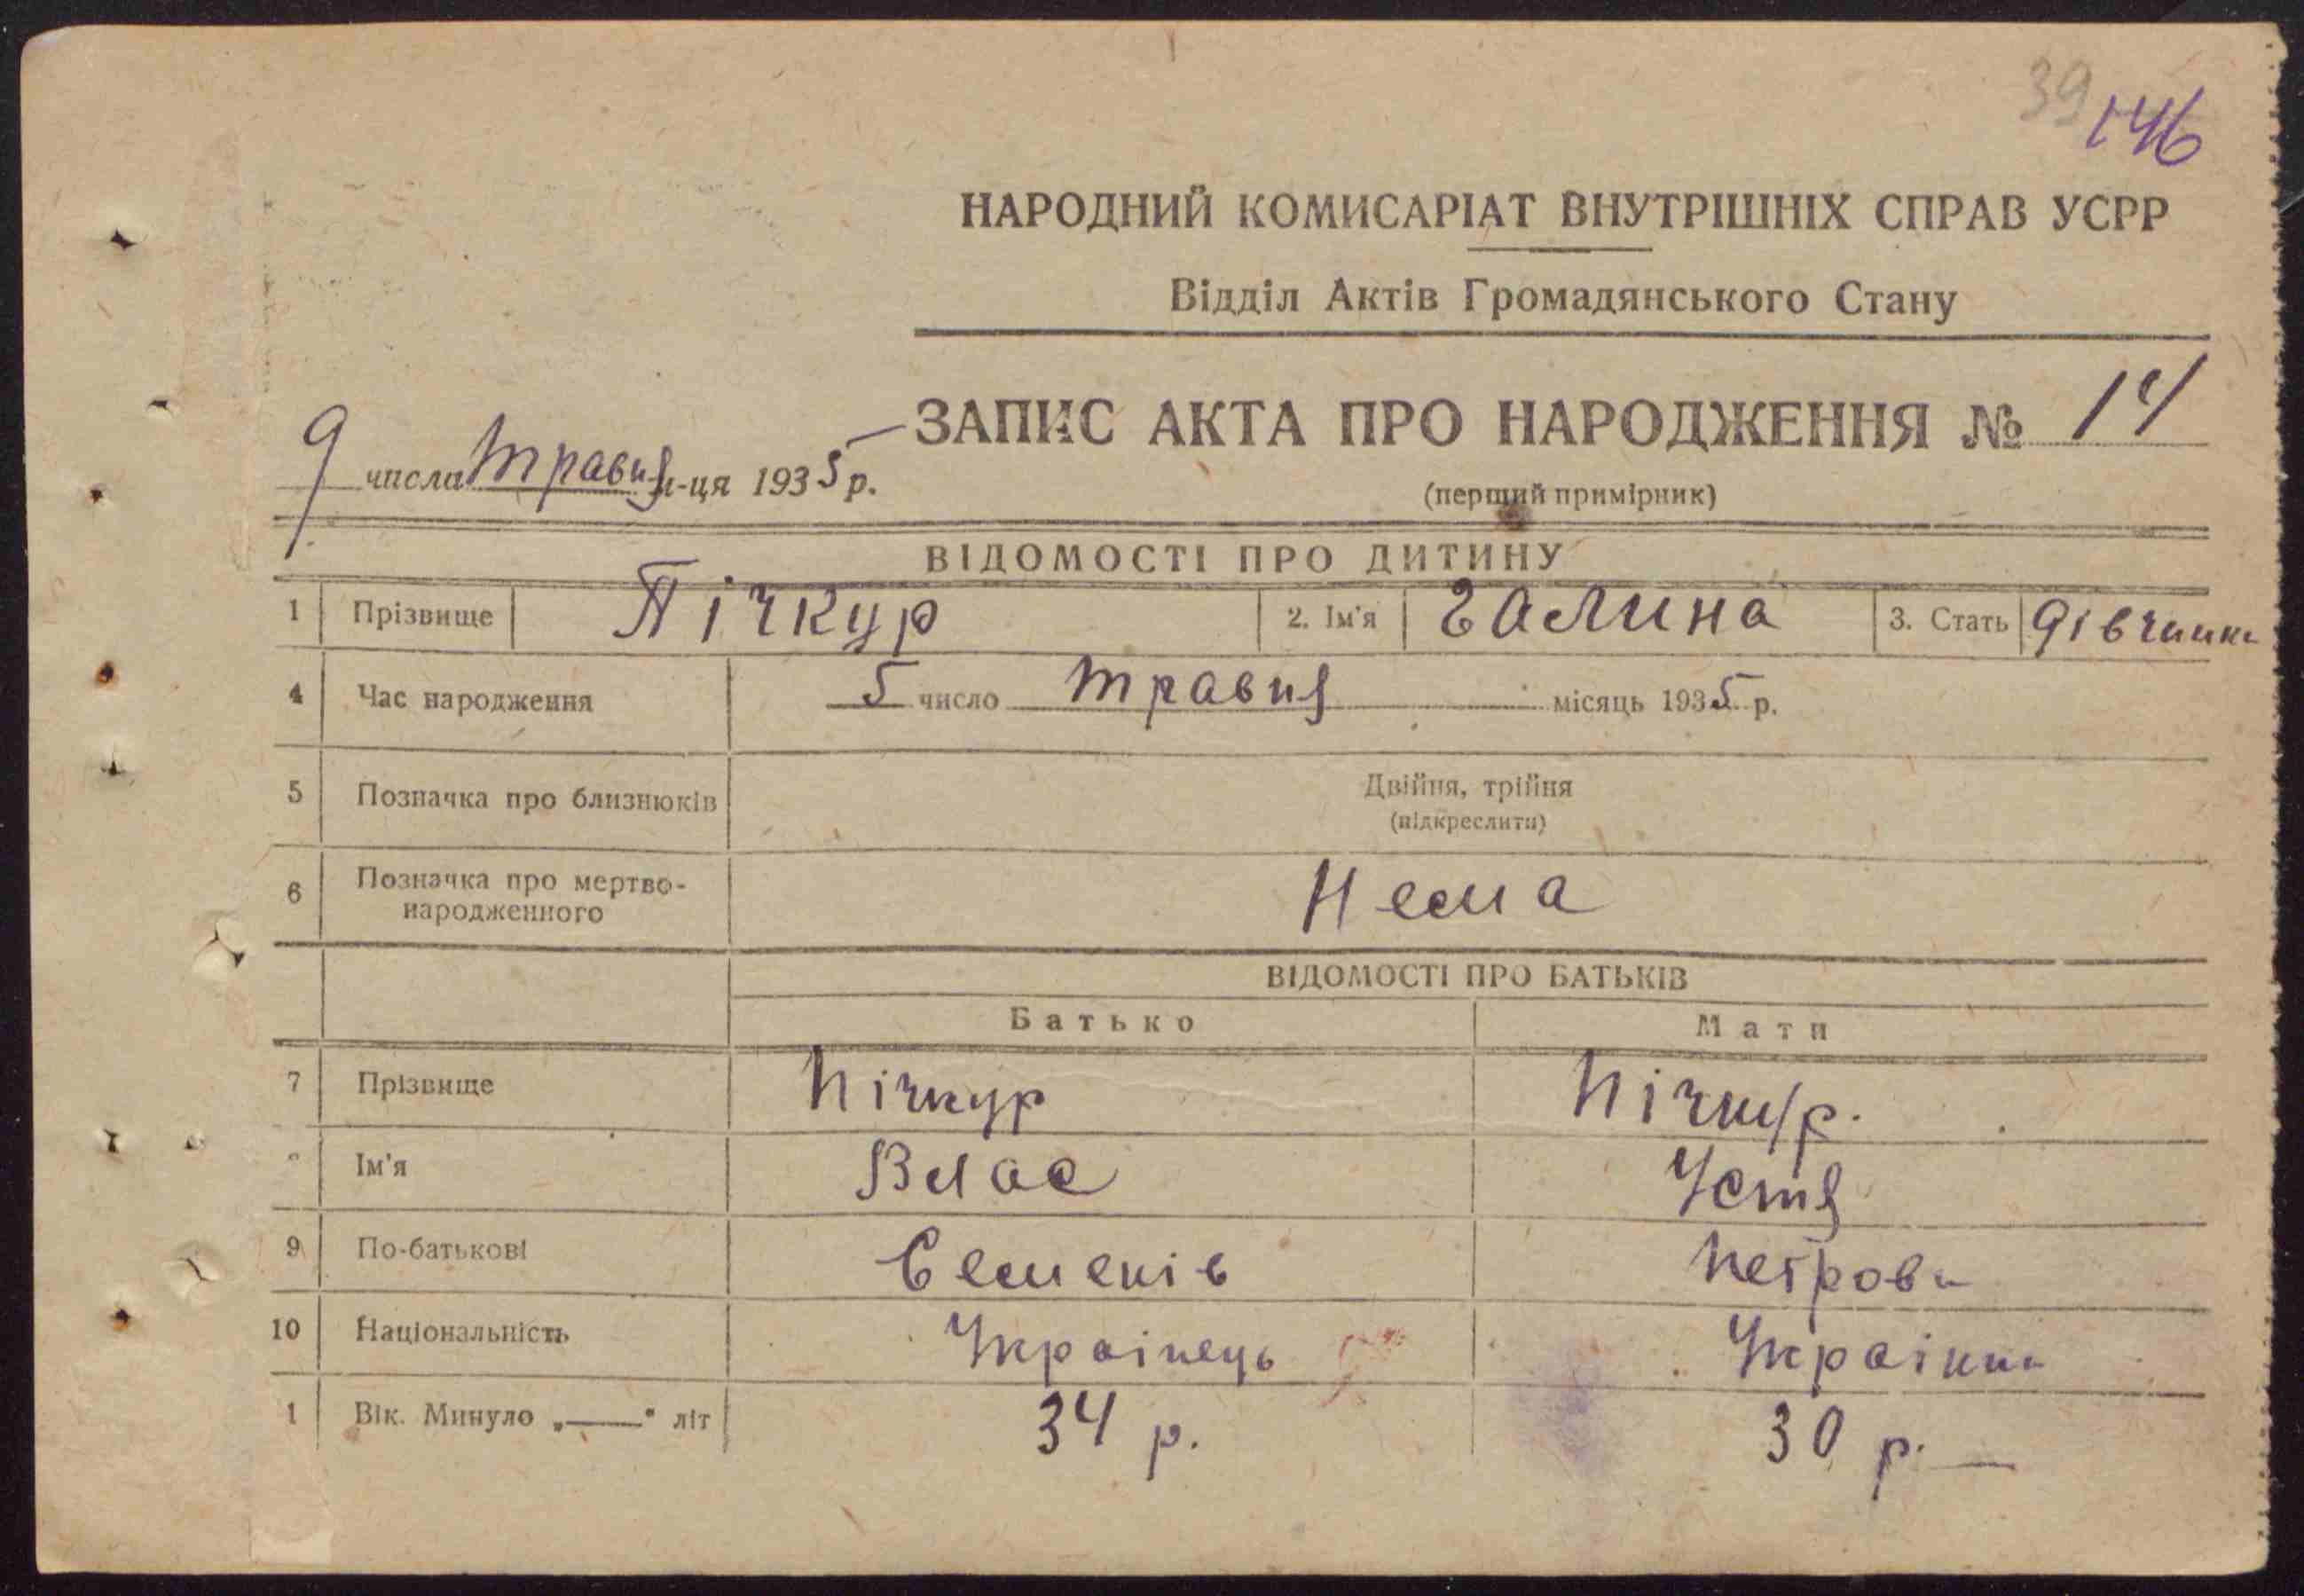 39 146
НАРОДНИЙ КОМИСАРІАТ ВНУТРІШНІХ СПРАВ УСРР
Відділ Актів Громадянського Стану
ЗАПИС АКТА ПРО НАРОДЖЕННЯ № 14
9 числа травня м-ця 1935 р.
(перший примірник)
ВІДОМОСТІ ПРО ДИТИНУ
1 Прізвище Пічкур 2. Ім'я Галина 3. Стать дівчинка
4 Час народження 5 число травня місяць 1935 р.
5 Позначка про близнюків Двійня, трійня
(підкреслити)
6 Позначка про мертво-
народженного Нема
ВІДОМОСТІ ПРО БАТЬКІВ
Батько Мати
7 Прізвище Пічкур Пічкур.
Ім'я Влас Устя
9 По-батькові Семенів Петрова
10 Національність Українець Українка
1 Вік. Минуло „——" літ 34 р. 30 р. —